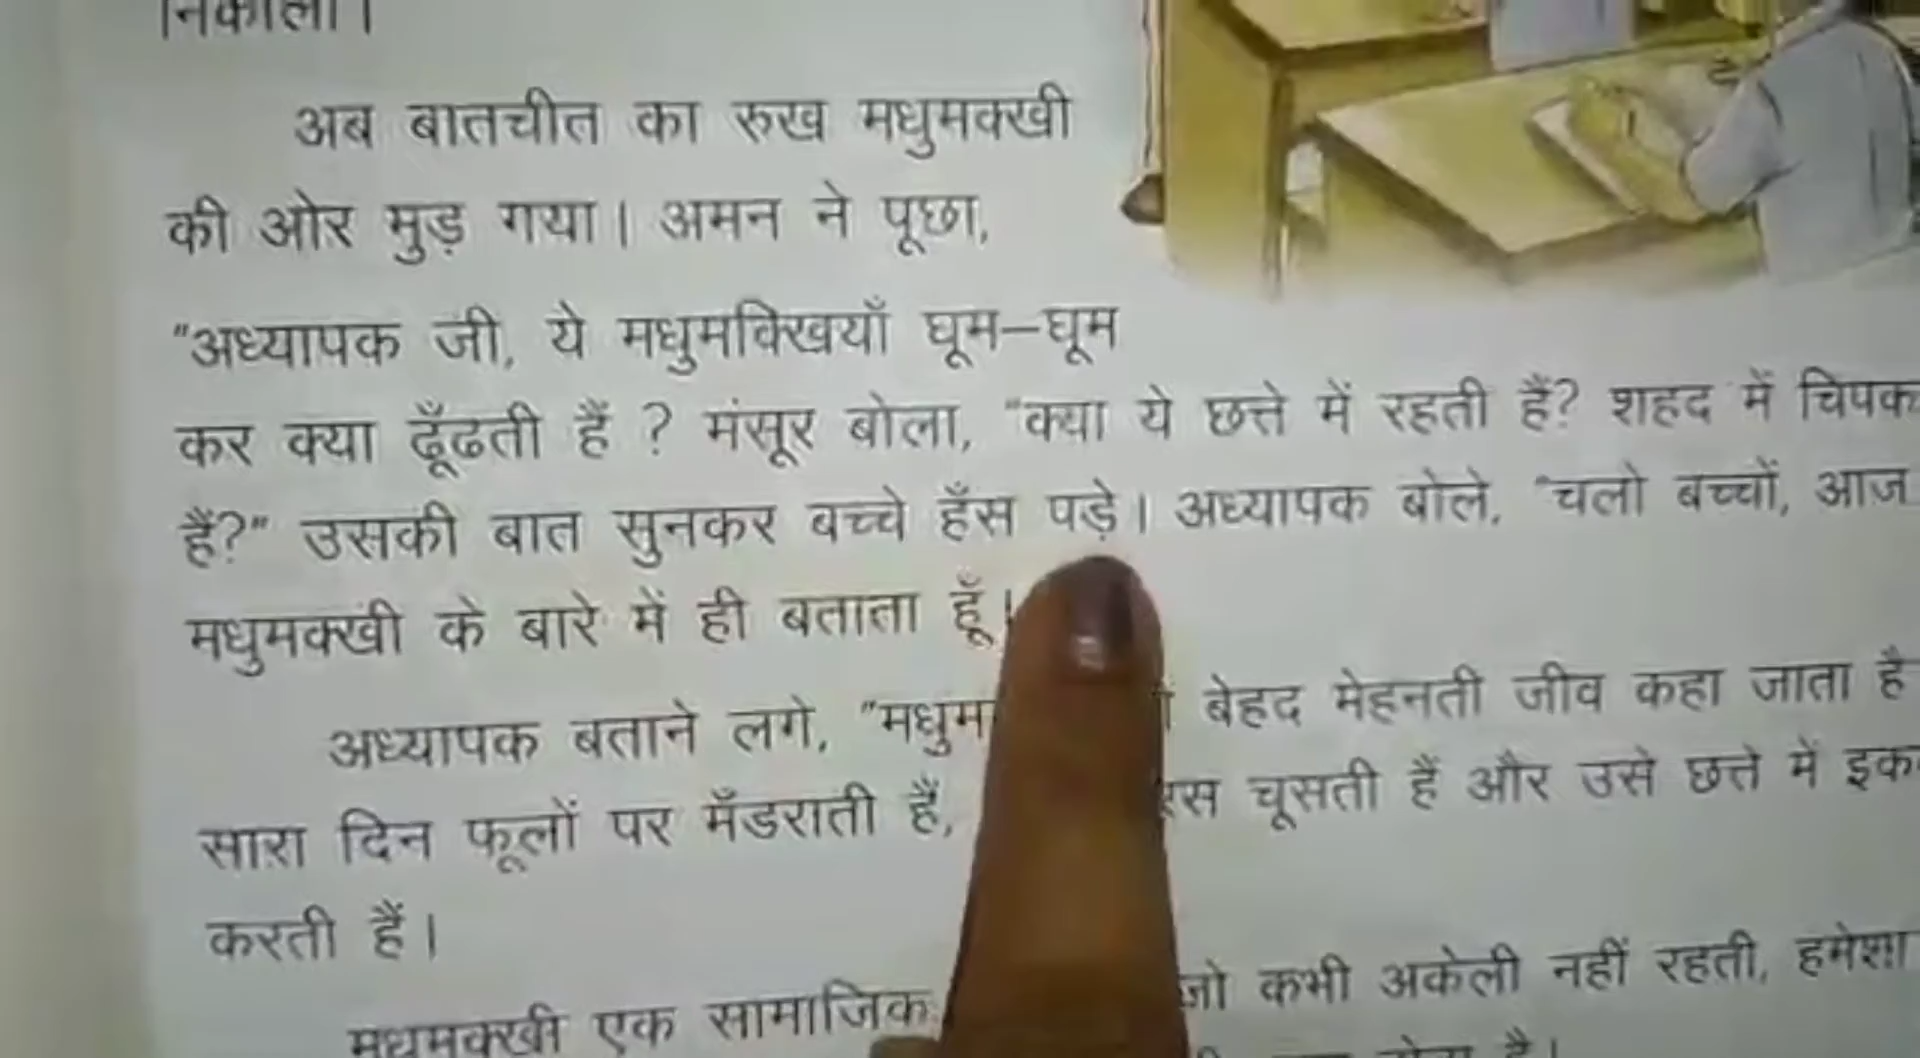 निकाला।
अब बातचीत का रुख मधुमक्खी
की ओर मुड़ गया। अमन ने पूछा,
"अध्यापक जी, ये मधुमक्खियाँ घूम–घूम
कर क्या ढूँढती हैं ? मंसूर बोला, "क्या ये छत्ते में रहती हैं? शहद में चिपक
हैं?" उसकी बात सुनकर बच्चे हँस पड़े। अध्यापक बोले, "चलो बच्चों, आज
मधुमक्खी के बारे में ही बताता हूँ।
अध्यापक बताने लगे, "मधुम बेहद मेहनती जीव कहा जाता है
सारा दिन फूलों पर मँडराती हैं, रस चूसती हैं और उसे छत्ते में इक
करती हैं।
मधुमक्खी एक सामाजिक जो कभी अकेली नहीं रहती, हमेशा
है।